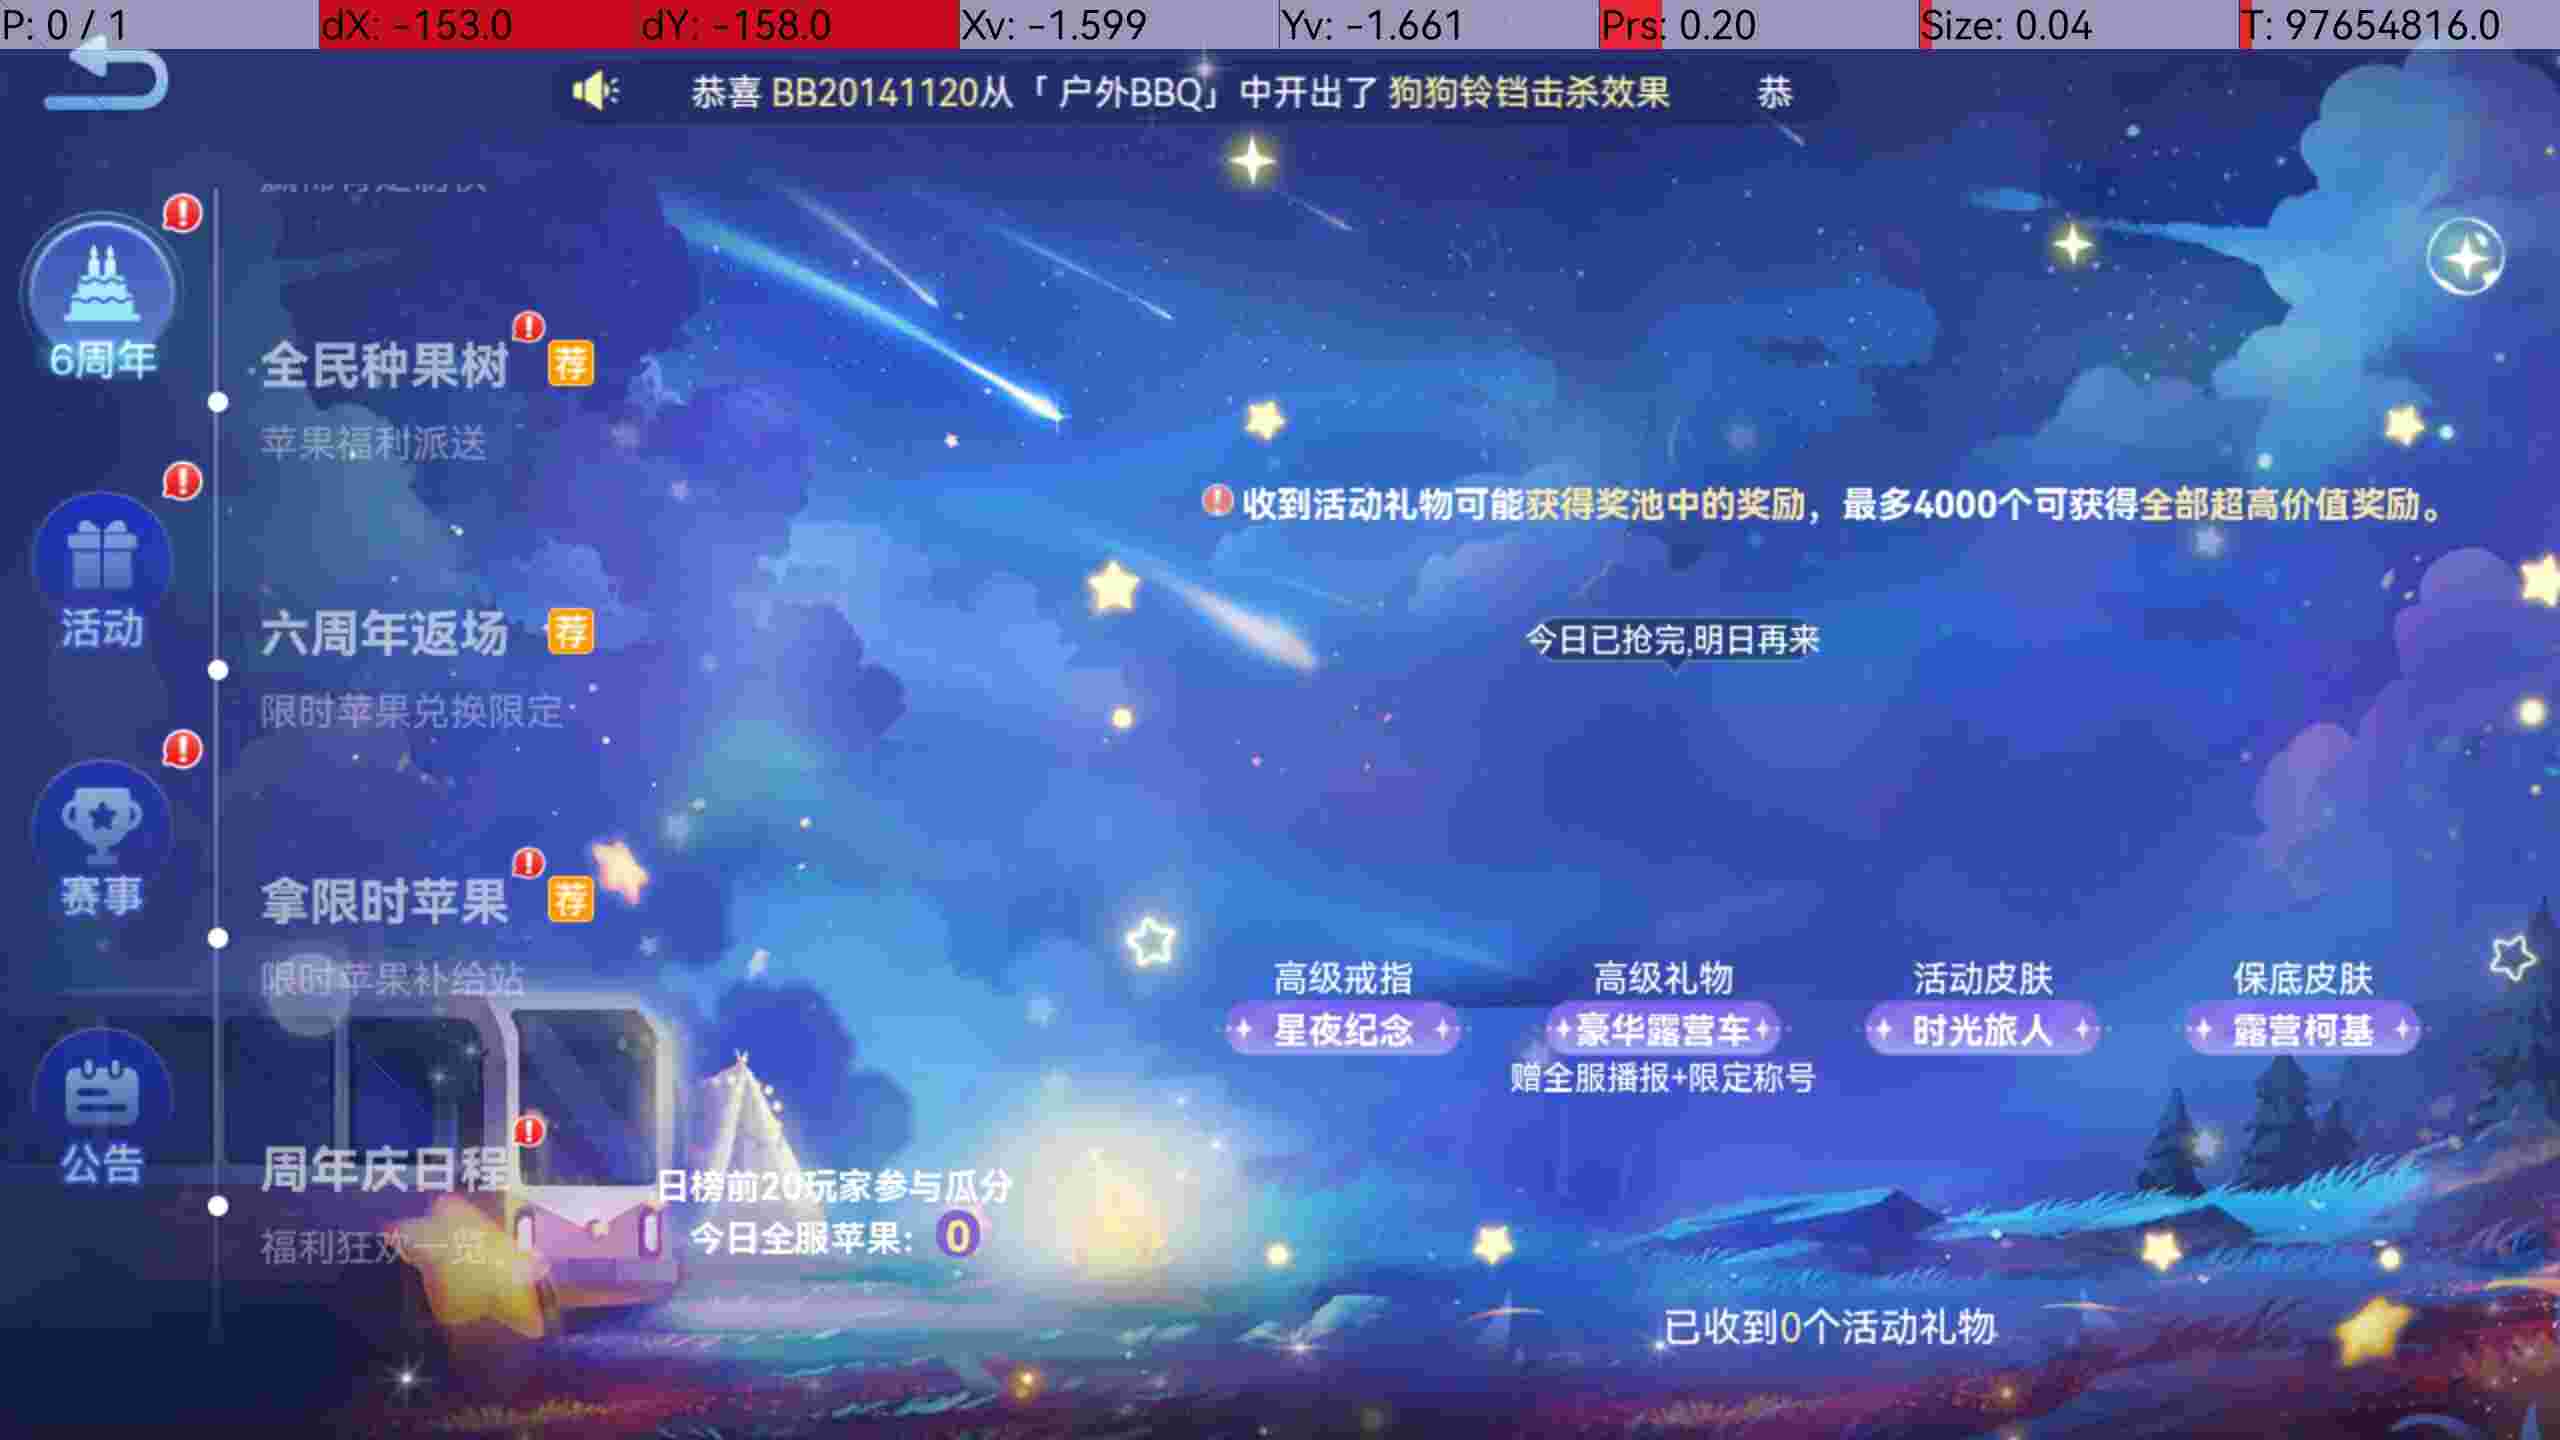 P: 0 / 1
dX: -153.0
dY: -158.0
Xv: -1.599
Yv: -1.661
Prs: 0.20
Size: 0.04
T: 97654816.0
恭喜 BB20141120从「 户外BBQ」中开出了 狗狗铃铛击杀效果 恭
6周年
活动
赛事
公告
全民种果树 荐
苹果福利派送
六周年返场 荐
限时苹果兑换限定
拿限时苹果 荐
限时苹果补给站
周年庆日程
福利狂欢一览
收到活动礼物可能获得奖池中的奖励，最多4000个可获得全部超高价值奖励。
今日已抢完,明日再来
高级戒指
星夜纪念
高级礼物
豪华露营车
赠全服播报+限定称号
活动皮肤
时光旅人
保底皮肤
露营柯基
日榜前20玩家参与瓜分
今日全服苹果: 0
已收到0个活动礼物